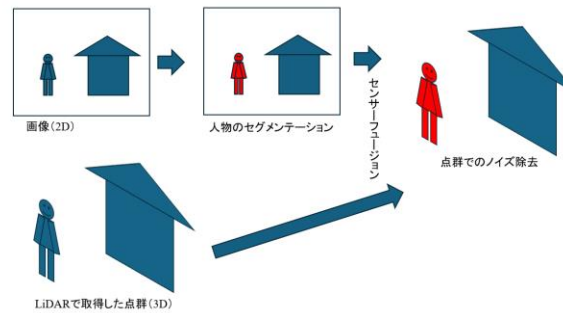 画像(2D)
人物のセグメンテーション
センサーフュージョン
点群でのノイズ除去
LiDARで取得した点群(3D)